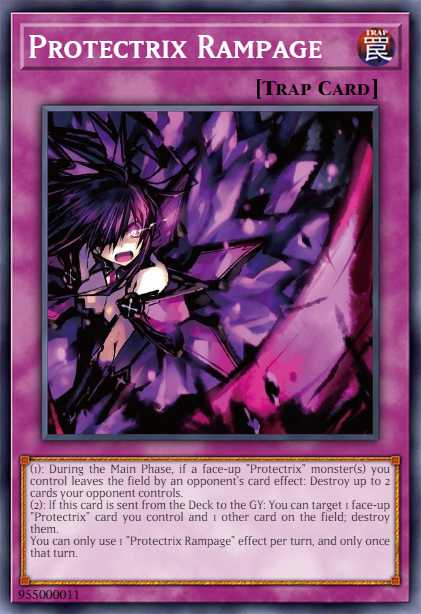 Protectrix Rampage
TRAP
罠
[Trap Card]
(1): During the Main Phase, if a face-up "Protectrix" monster(s) you
control leaves the field by an opponent's card effect: Destroy up to 2
cards your opponent controls.
(2): If this card is sent from the Deck to the GY: You can target 1 face-up
"Protectrix" card you control and 1 other card on the field; destroy
them.
You can only use 1 "Protectrix Rampage" effect per turn, and only once
that turn.
955000011